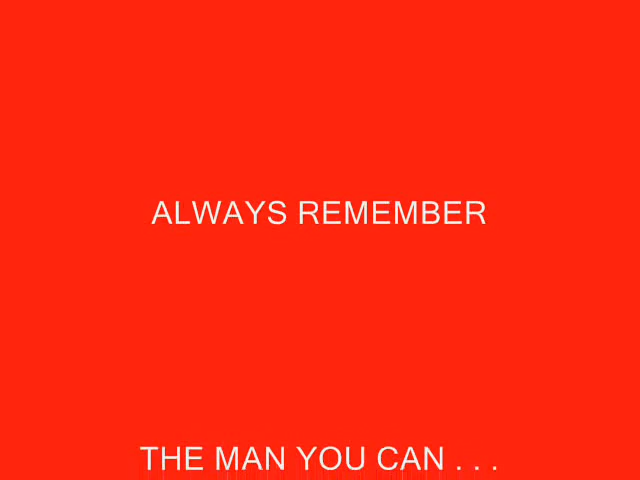 ALWAYS REMEMBER
THE MAN YOU CAN . . .